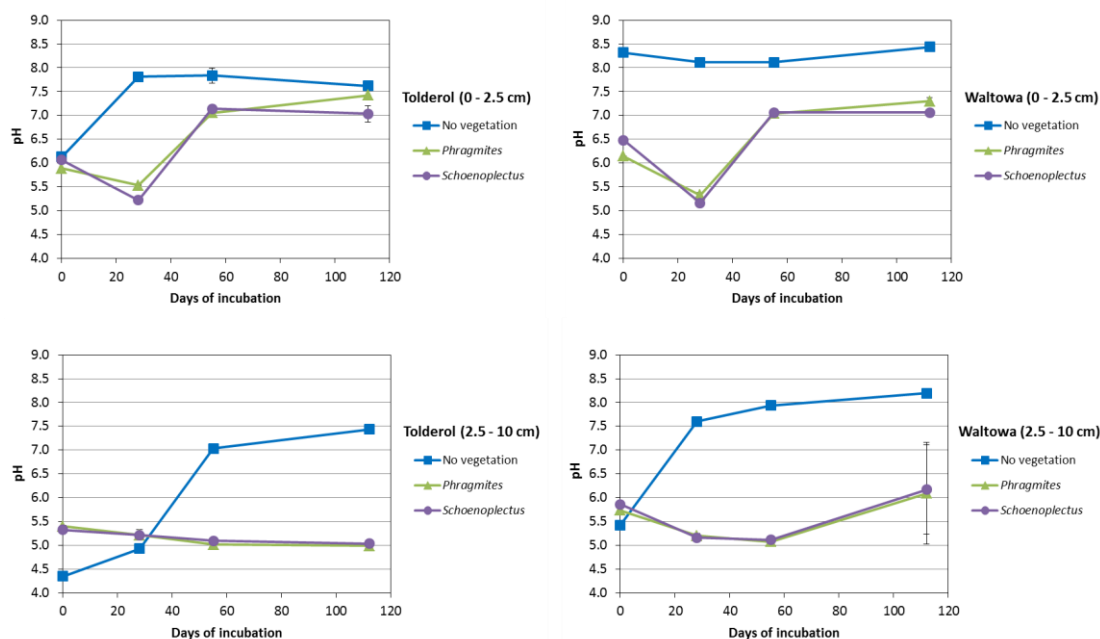 9.0
8.5
8.0
7.5
7.0
6.5
6.0
5.5
5.0
4.5
4.0
pH
0 20 40 60 80 100 120
Days of incubation
Tolderol (0 - 2.5 cm)
No vegetation
Phragmites
Schoenoplectus
9.0
8.5
8.0
7.5
7.0
6.5
6.0
5.5
5.0
4.5
4.0
pH
0 20 40 60 80 100 120
Days of incubation
Waltowa (0 - 2.5 cm)
No vegetation
Phragmites
Schoenoplectus
9.0
8.5
8.0
7.5
7.0
6.5
6.0
5.5
5.0
4.5
4.0
pH
0 20 40 60 80 100 120
Days of incubation
Tolderol (2.5 - 10 cm)
No vegetation
Phragmites
Schoenoplectus
9.0
8.5
8.0
7.5
7.0
6.5
6.0
5.5
5.0
4.5
4.0
pH
0 20 40 60 80 100 120
Days of incubation
Waltowa (2.5 - 10 cm)
No vegetation
Phragmites
Schoenoplectus